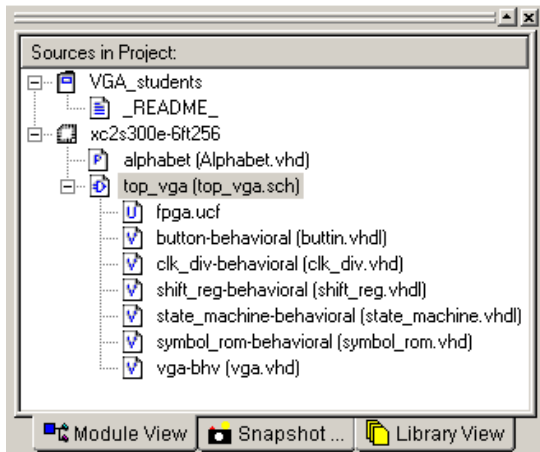 Sources in Project:
VGA_students
_README_
xc2s300e-6ft256
alphabet (Alphabet.vhd)
top_vga (top_vga.sch)
fpga.ucf
button-behavioral (buttin.vhdl)
clk_div-behavioral (clk_div.vhd)
shift_reg-behavioral (shift_reg.vhdl)
state_machine-behavioral (state_machine.vhdl)
symbol_rom-behavioral (symbol_rom.vhd)
vga-bhv (vga.vhd)
Module View Snapshot ... Library View